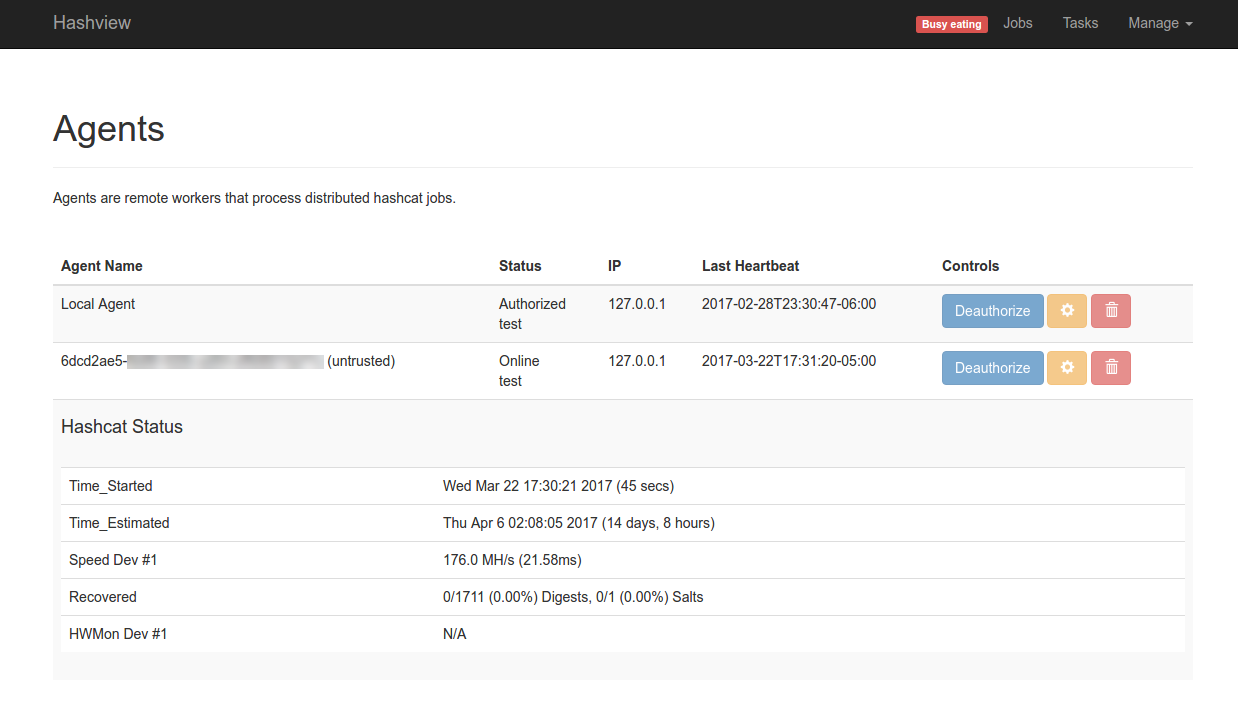 Hashview
Busy eating Jobs Tasks Manage
Agents
Agents are remote workers that process distributed hashcat jobs.
Agent Name Status IP Last Heartbeat Controls
Local Agent Authorized 127.0.0.1 2017-02-28T23:30:47-06:00 Deauthorize
test
6dcd2ae5- (untrusted) Online 127.0.0.1 2017-03-22T17:31:20-05:00 Deauthorize
test
Hashcat Status
Time_Started Wed Mar 22 17:30:21 2017 (45 secs)
Time_Estimated Thu Apr 6 02:08:05 2017 (14 days, 8 hours)
Speed Dev #1 176.0 MH/s (21.58ms)
Recovered 0/1711 (0.00%) Digests, 0/1 (0.00%) Salts
HWMon Dev #1 N/A